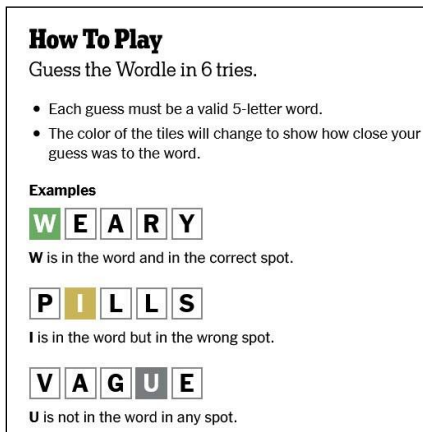 How To Play
Guess the Wordle in 6 tries.
• Each guess must be a valid 5-letter word.
• The color of the tiles will change to show how close your
guess was to the word.
Examples
W E A R Y
W is in the word and in the correct spot.
P I L L S
I is in the word but in the wrong spot.
V A G U E
U is not in the word in any spot.